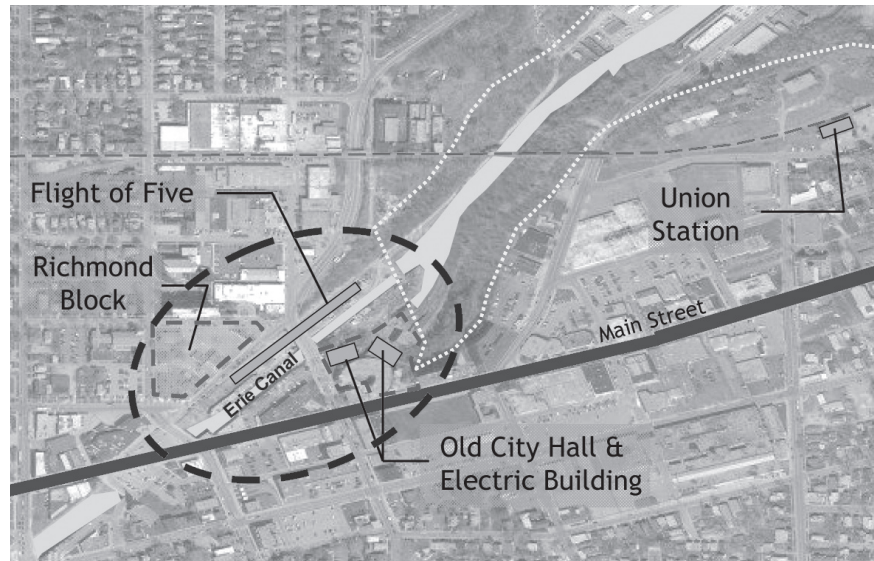 Flight of Five
Richmond
Block
Union
Station
Main Street
Erie Canal
Old City Hall &
Electric Building